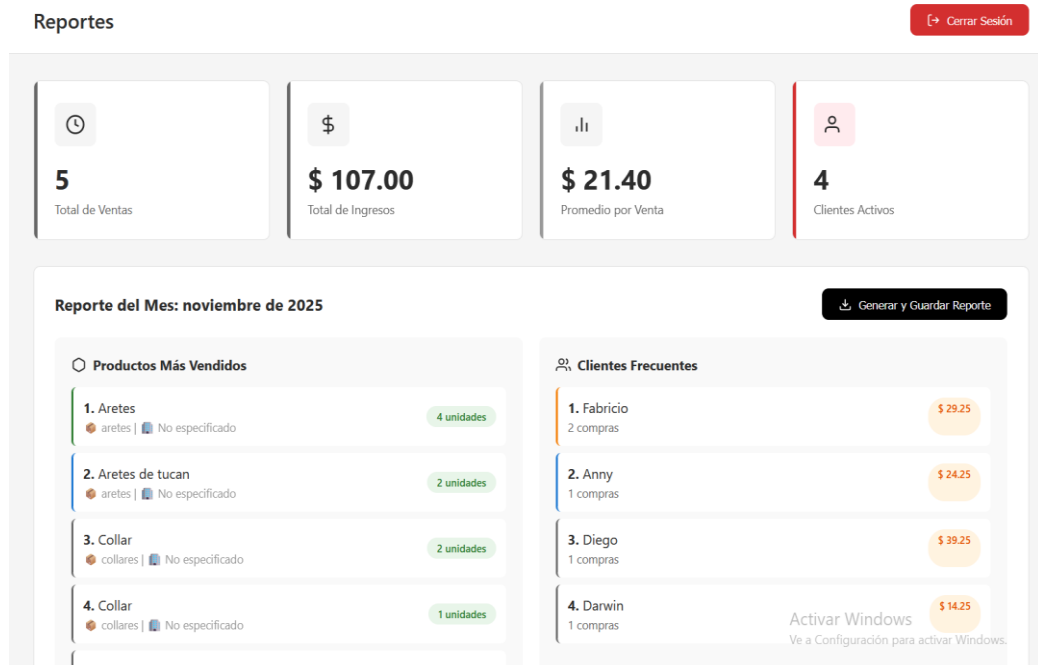 Reportes
Cerrar Sesión
5
Total de Ventas
$ 107.00
Total de Ingresos
$ 21.40
Promedio por Venta
4
Clientes Activos
Reporte del Mes: noviembre de 2025
Generar y Guardar Reporte
Productos Más Vendidos
1. Aretes
4 unidades
aretes | No especificado
2. Aretes de tucan
2 unidades
aretes | No especificado
3. Collar
2 unidades
collares | No especificado
4. Collar
1 unidades
collares | No especificado
Clientes Frecuentes
1. Fabricio
$ 29.25
2 compras
2. Anny
$ 24.25
1 compras
3. Diego
$ 39.25
1 compras
4. Darwin
$ 14.25
1 compras
Activar Windows
Ve a Configuración para activar Windows.